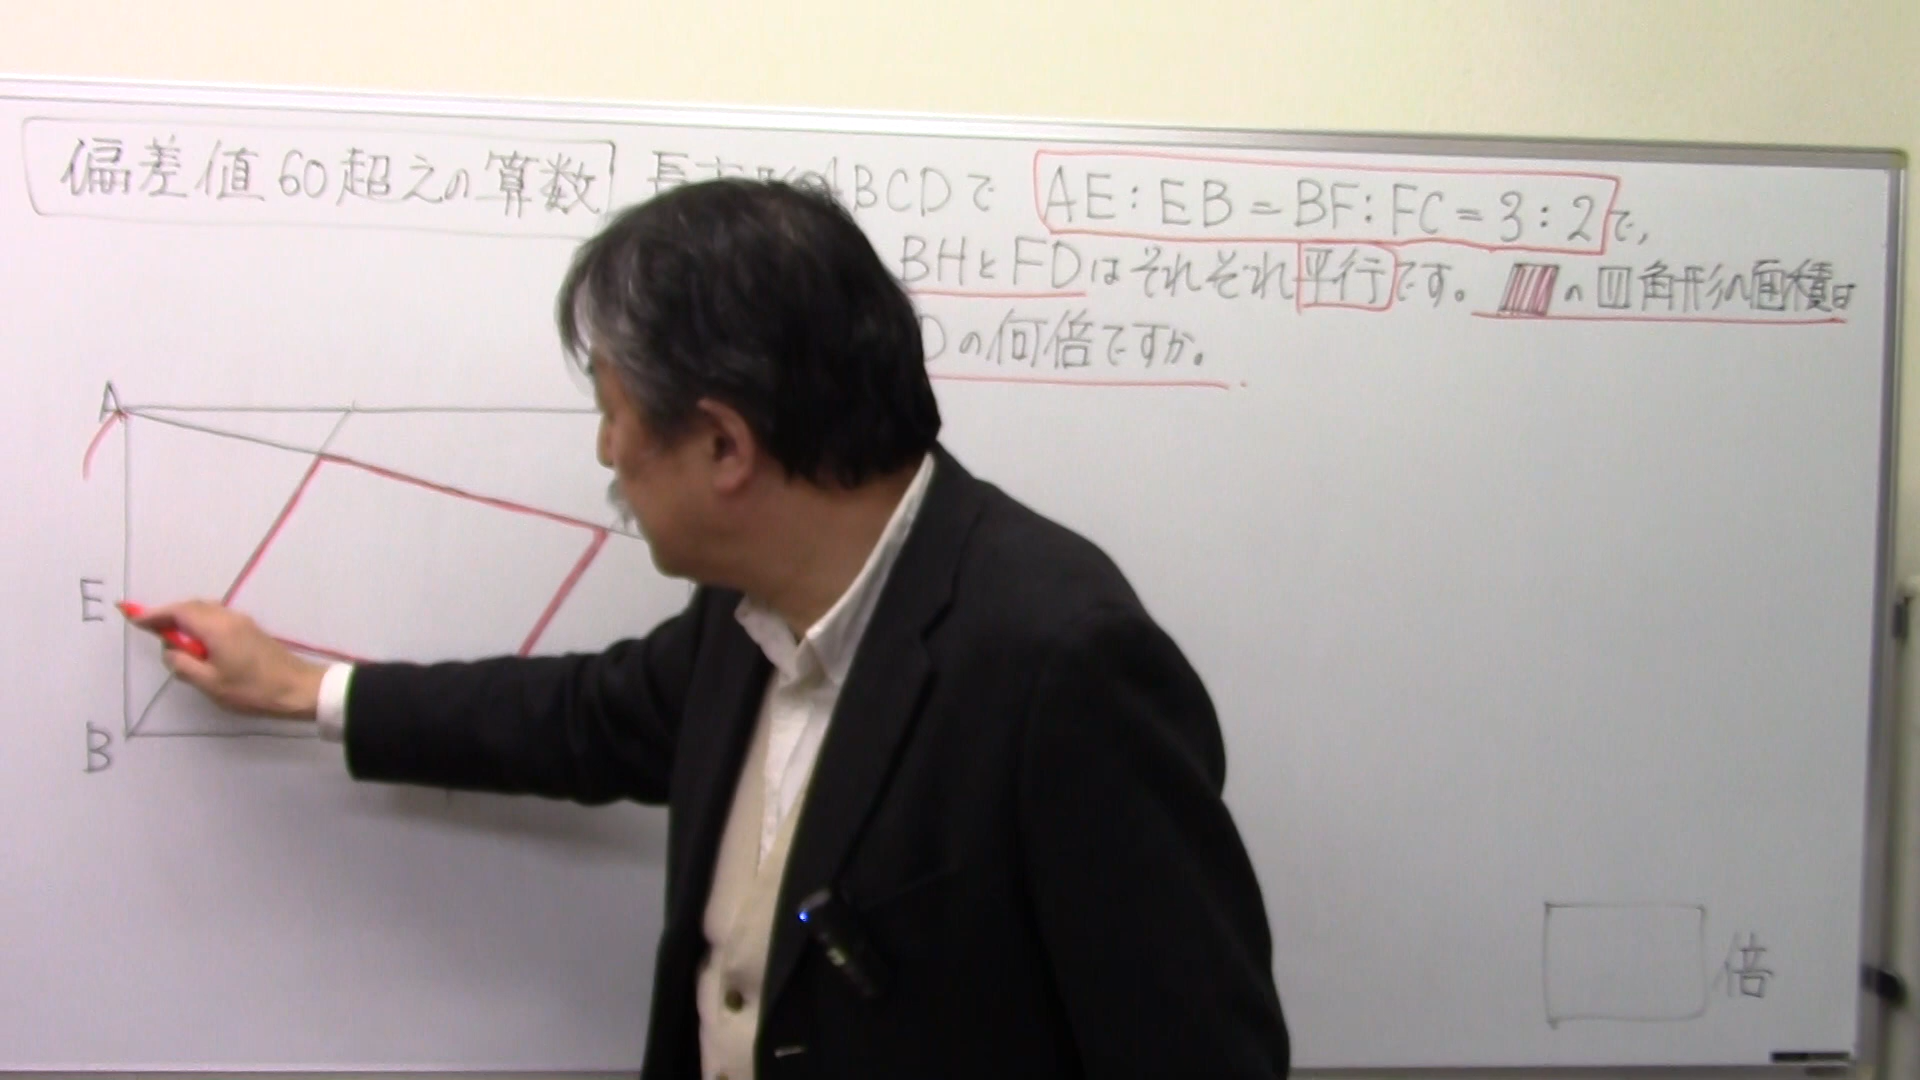 偏差値60超えの算数
ABCDで AE:EB=BF:FC=3:2で,
BHとFDはそれぞれ平行です。 の四角形の面積は
Dの何倍ですか。
A
E
B
倍